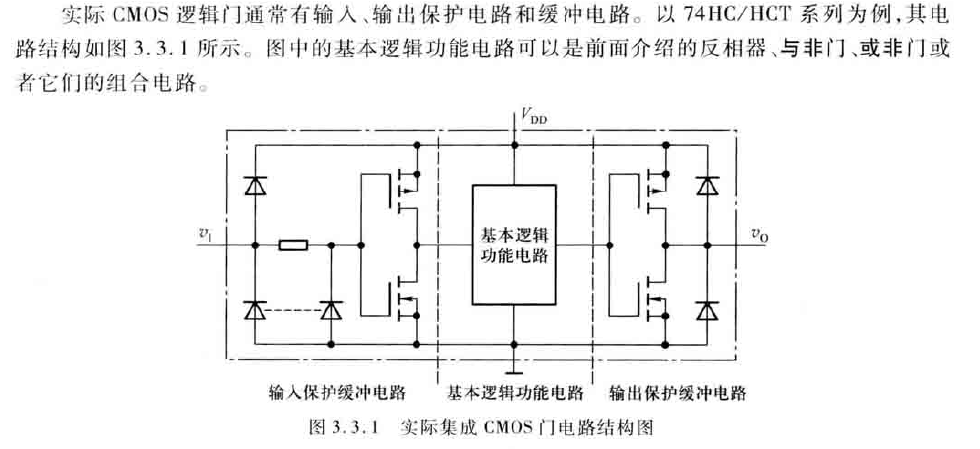 实际 CMOS 逻辑门通常有输入、输出保护电路和缓冲电路。以 74HC/HCT 系列为例,其电
路结构如图 3.3.1 所示。图中的基本逻辑功能电路可以是前面介绍的反相器、与非门、或非门或
者它们的组合电路。
VDD
vI
基本逻辑
功能电路
vO
输入保护缓冲电路
基本逻辑功能电路
输出保护缓冲电路
图 3.3.1 实际集成 CMOS 门电路结构图